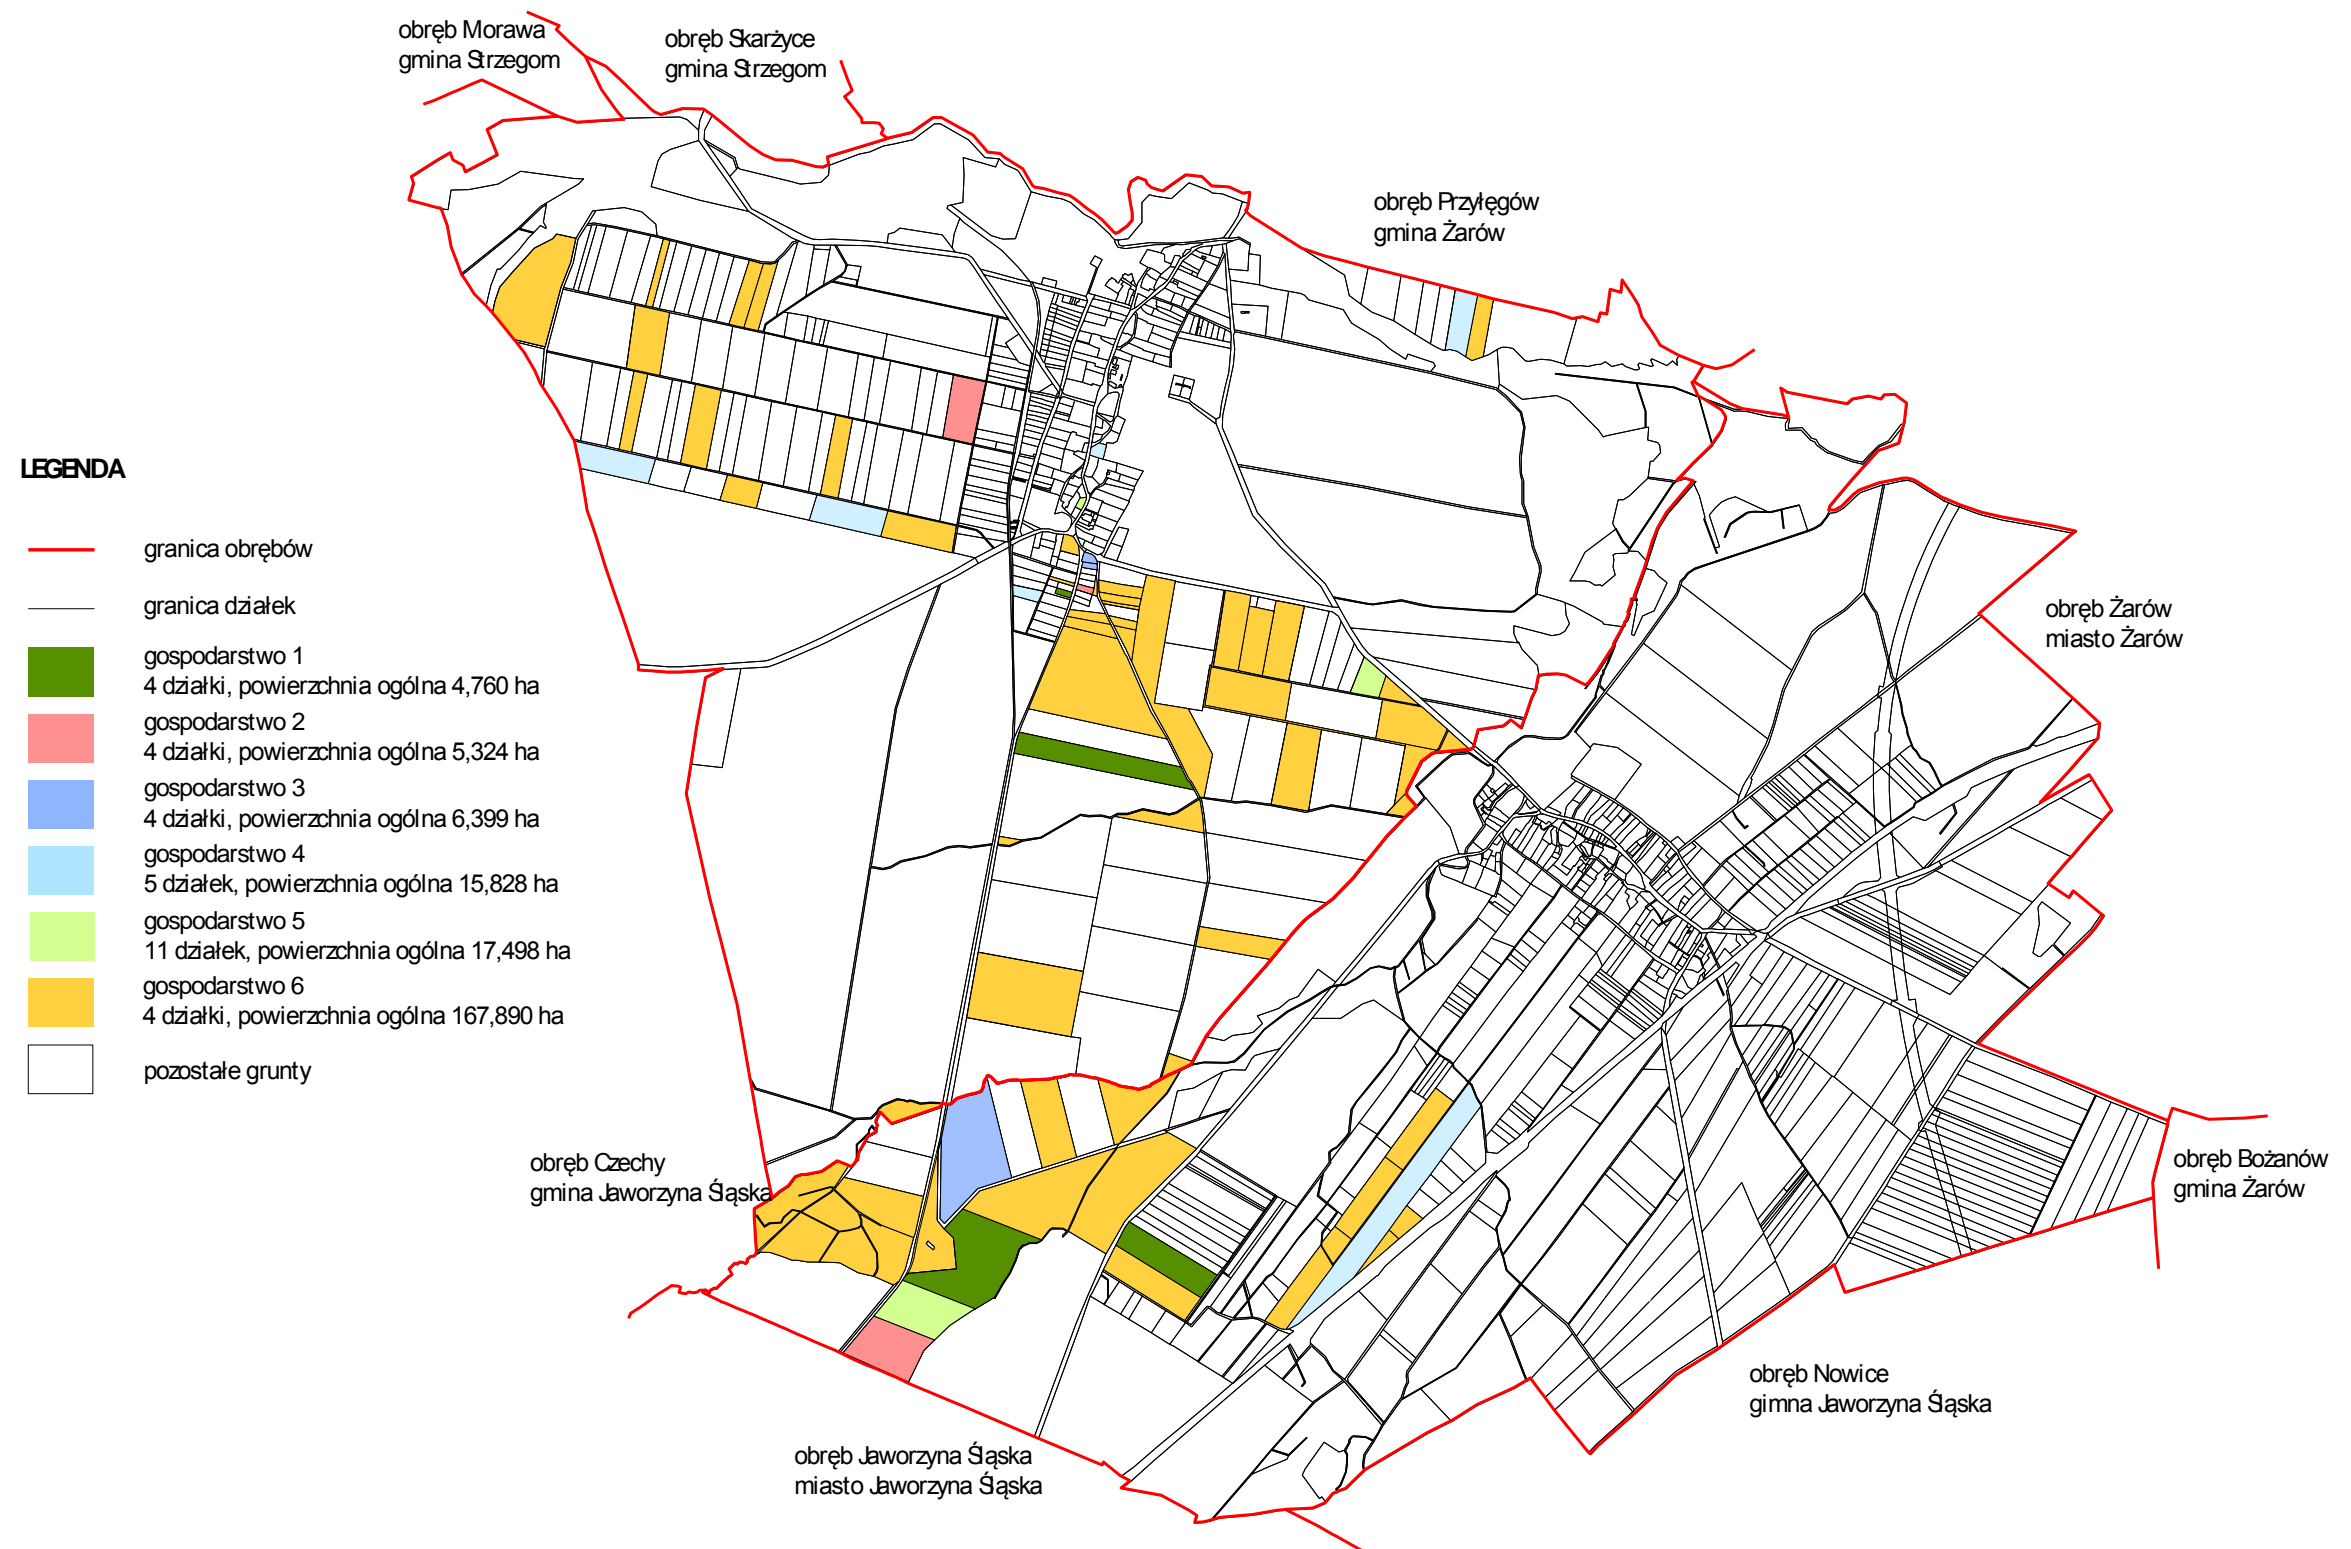 obręb Morawa
gmina Strzegom
obręb Skarżyce
gmina Strzegom
obręb Przyłęgów
gmina Żarów
LEGENDA
granica obrębów
granica działek
gospodarstwo 1
4 działki, powierzchnia ogólna 4,760 ha
gospodarstwo 2
4 działki, powierzchnia ogólna 5,324 ha
gospodarstwo 3
4 działki, powierzchnia ogólna 6,399 ha
gospodarstwo 4
5 działek, powierzchnia ogólna 15,828 ha
gospodarstwo 5
11 działek, powierzchnia ogólna 17,498 ha
gospodarstwo 6
4 działki, powierzchnia ogólna 167,890 ha
pozostałe grunty
obręb Żarów
miasto Żarów
obręb Czechy
gmina Jaworzyna Śląska
obręb Bożanów
gmina Żarów
obręb Nowice
gimna Jaworzyna Śląska
obręb Jaworzyna Śląska
miasto Jaworzyna Śląska